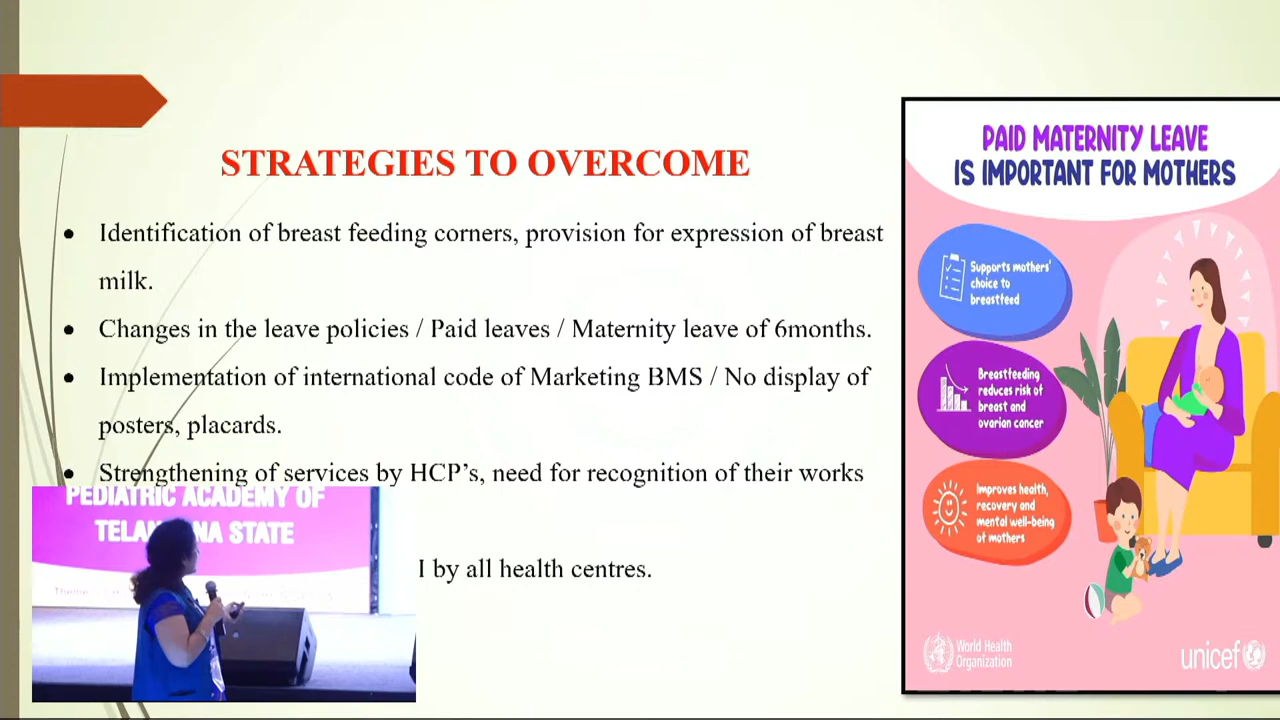 STRATEGIES TO OVERCOME
Identification of breast feeding corners, provision for expression of breast
milk.
Changes in the leave policies / Paid leaves / Maternity leave of 6months.
Implementation of international code of Marketing BMS / No display of
posters, placards.
Strengthening of services by HCP’s, need for recognition of their works
I by all health centres.
PEDIATRIC ACADEMY OF
STATE
PAID MATERNITY LEAVE
IS IMPORTANT FOR MOTHERS
Supports mothers'
choice to
breastfeed
Breastfeeding
reduces risk of
breast and
ovarian cancer
Improves health,
recovery and
mental well-being
of mothers
World Health
Organization
unicef